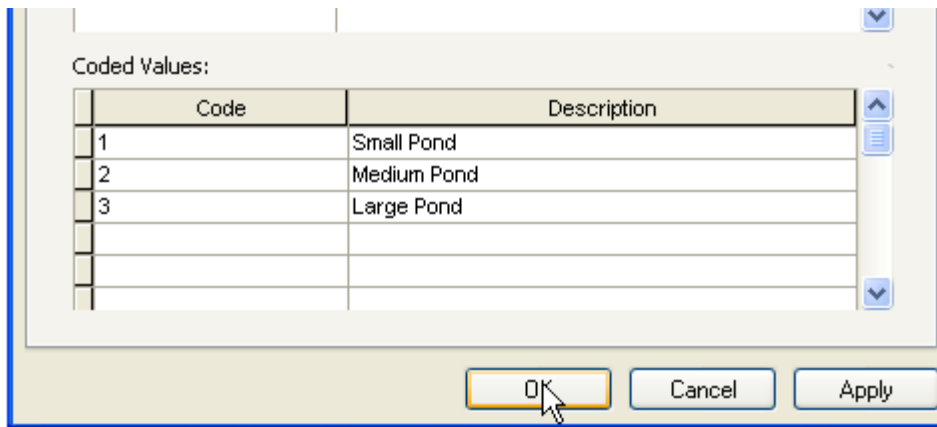 Coded Values:
Code Description
1 Small Pond
2 Medium Pond
3 Large Pond
OK Cancel Apply